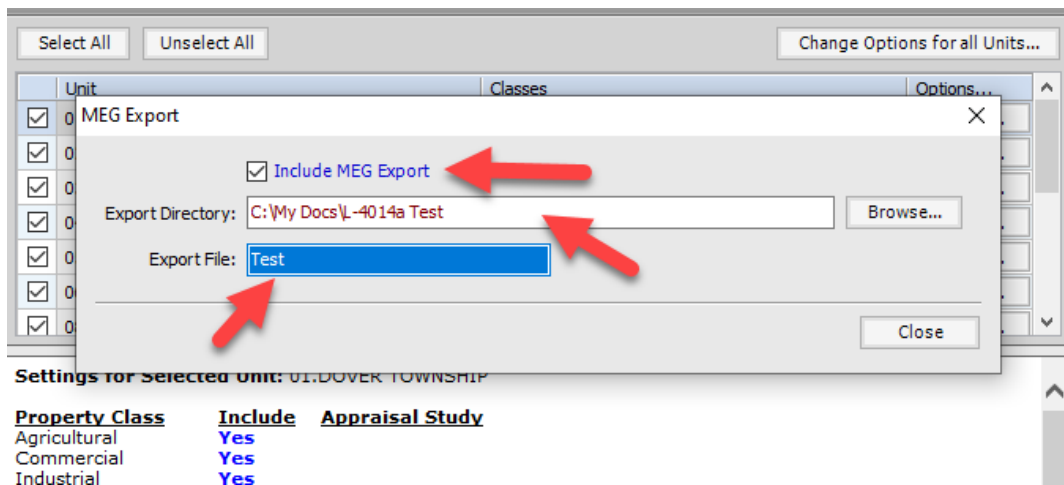 Select All Unselect All Change Options for all Units...
Unit Classes Options...
MEG Export
Include MEG Export
Export Directory: C:\My Docs\L-4014a Test Browse...
Export File: Test
Close
Settings for Selected Unit: 01.DOVER TOWNSHIP
Property Class Include Appraisal Study
Agricultural Yes
Commercial Yes
Industrial Yes